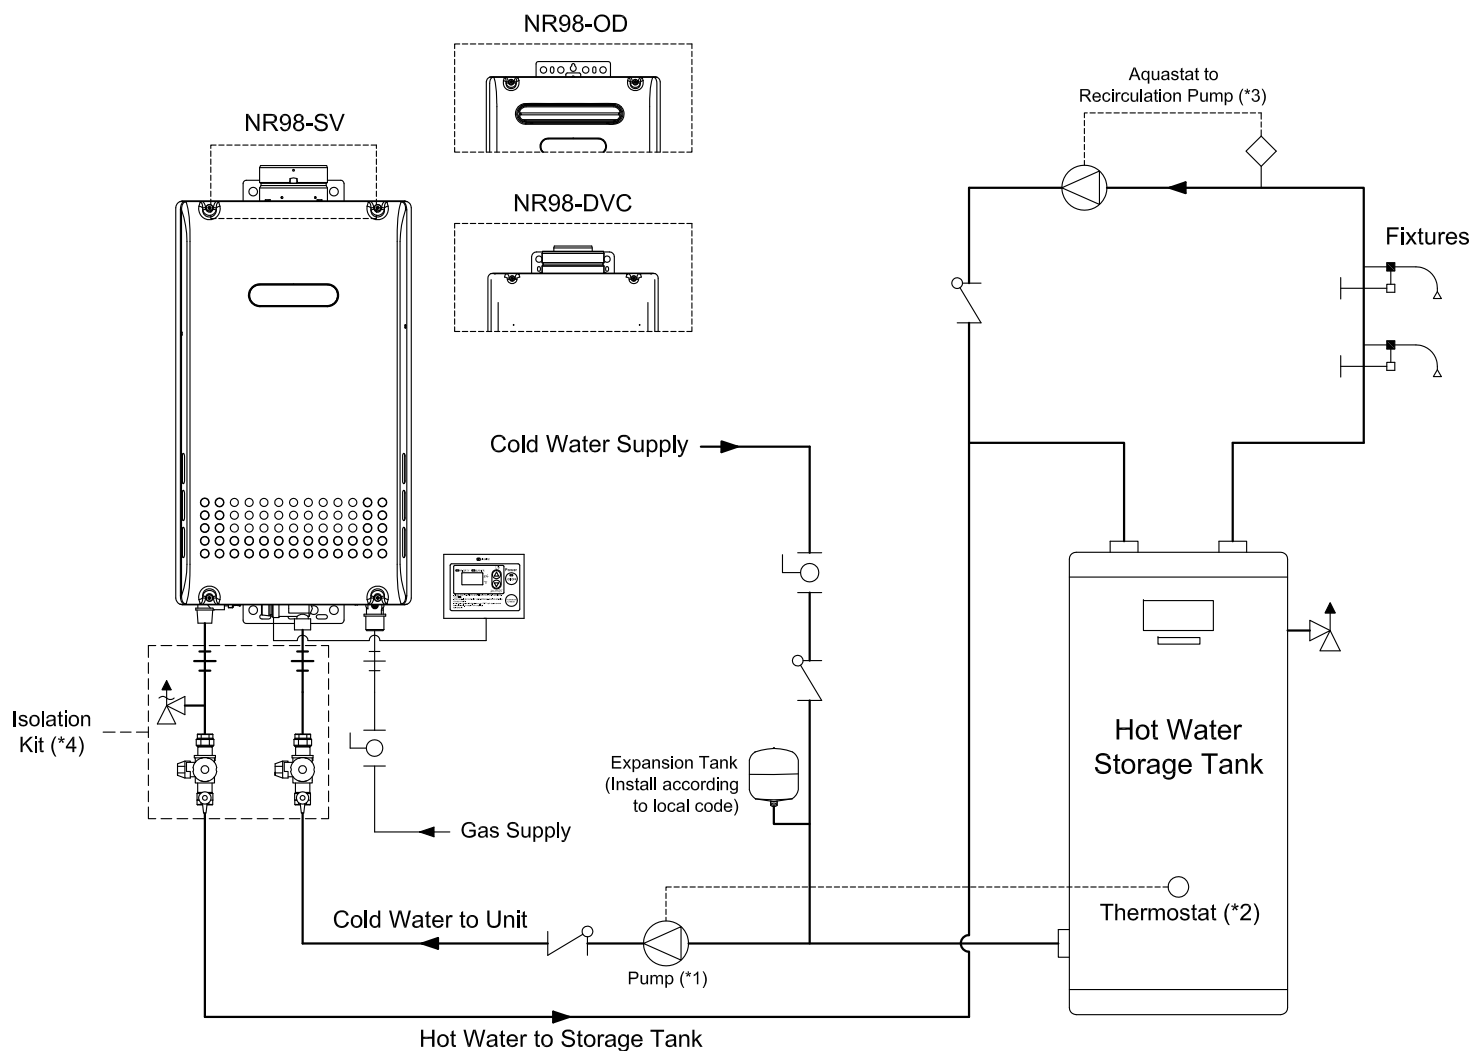 NR98-OD
NR98-SV
NR98-DVC
Aquastat to
Recirculation Pump (*3)
Fixtures
Cold Water Supply
Isolation
Kit (*4)
Gas Supply
Expansion Tank
(Install according
to local code)
Hot Water
Storage Tank
Thermostat (*2)
Cold Water to Unit
Pump (*1)
Hot Water to Storage Tank